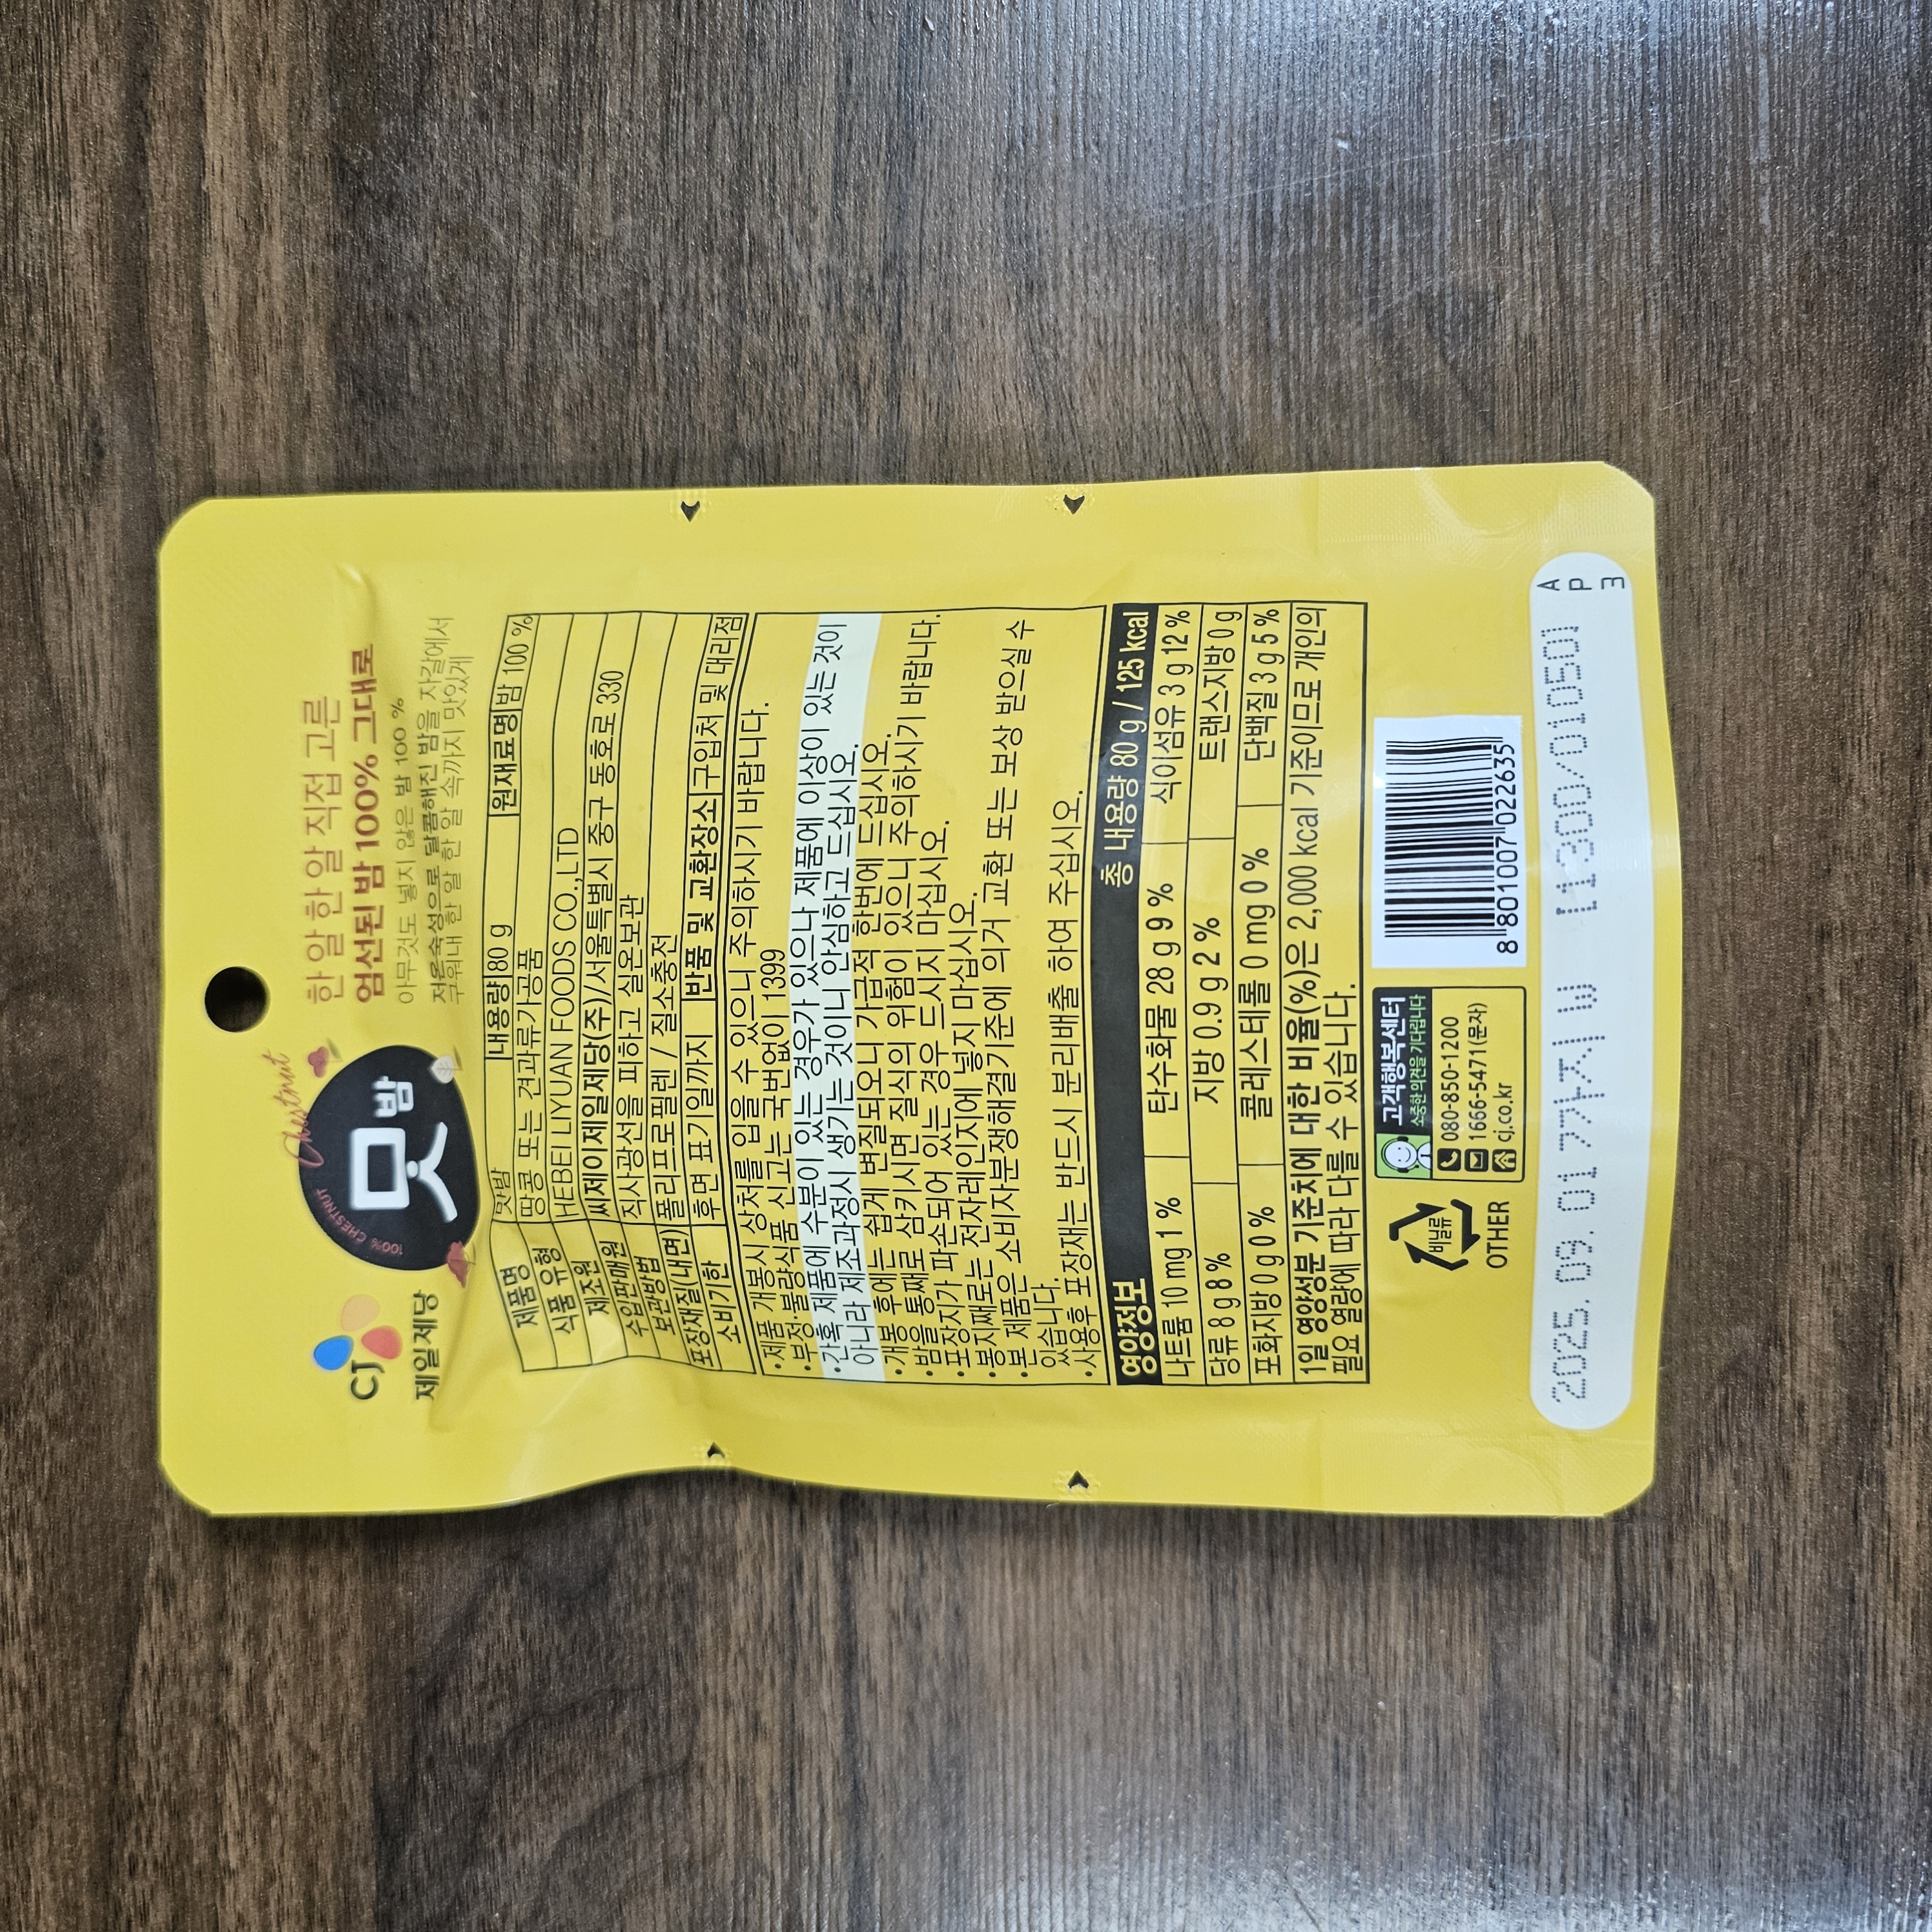 CJ
제일제당
100% CHESTNUT
Chestnut
맛밤
한 알 한 알 직접 고른
엄선된 밤 100% 그대로
아무것도 넣지 않은 밤 100 %
저온숙성으로 달콤해진 밤을 자갈에서
구워내 한 알 한 알 속까지 맛있게
제품명 맛밤 내용량 80 g 원재료명 밤 100 %
식품유형 땅콩 또는 견과류가공품
제조원 HEBEI LIYUAN FOODS CO.,LTD
수입판매원 씨제이제일제당(주)/서울특별시 중구 동호로 330
보관방법 직사광선을 피하고 실온보관
포장재질(내면) 폴리프로필렌 / 질소충전
소비기한 후면 표기일까지 반품 및 교환장소 구입처 및 대리점
•제품 개봉시 상처를 입을 수 있으니 주의하시기 바랍니다.
•부정·불량식품 신고는 국번없이 1399
•간혹 제품에 수분이 있는 경우가 있으나 제품에 이상이 있는 것이
아니라 제조과정시 생기는 것이니 안심하고 드십시오.
•개봉 후에는 쉽게 변질되오니 가급적 한번에 드십시오.
•밤을 통째로 삼키시면 질식의 위험이 있으니 주의하시기 바랍니다.
•포장지가 파손되어 있는 경우 드시지 마십시오.
•봉지째로는 전자레인지에 넣지 마십시오.
•본 제품은 소비자분쟁해결기준에 의거 교환 또는 보상 받으실 수
있습니다.
•사용후 포장재는 반드시 분리배출 하여 주십시오.
영양정보 총 내용량 80 g / 125 kcal
나트륨 10 mg 1 % 탄수화물 28 g 9 % 식이섬유 3 g 12 %
당류 8 g 8 % 지방 0.9 g 2 % 트랜스지방 0 g
포화지방 0 g 0 % 콜레스테롤 0 mg 0 % 단백질 3 g 5 %
1일 영양성분 기준치에 대한 비율(%)은 2,000 kcal 기준이므로 개인의
필요 열량에 따라 다를 수 있습니다.
비닐류
OTHER
고객행복센터
소중한 의견을 기다립니다
080-850-1200
1666-5471(문자)
cj.co.kr
8 801007 022635
2025. 09. 01 까지 W L1300/010501
A
P
3